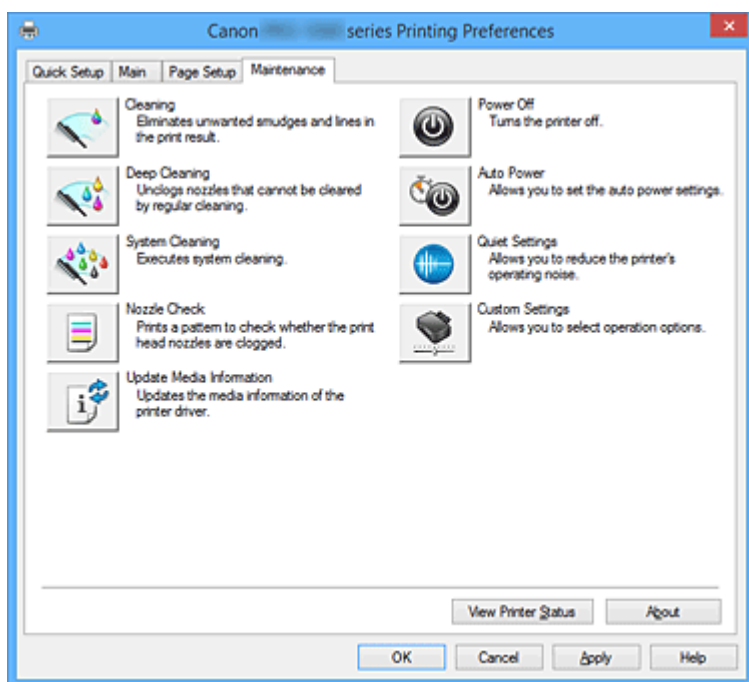 Canon series Printing Preferences
Quick Setup Main Page Setup Maintenance
Cleaning
Eliminates unwanted smudges and lines in
the print result.
Deep Cleaning
Unclogs nozzles that cannot be cleared
by regular cleaning.
System Cleaning
Executes system cleaning.
Nozzle Check
Prints a pattern to check whether the print
head nozzles are clogged.
Update Media Information
Updates the media information of the
printer driver.
Power Off
Turns the printer off.
Auto Power
Allows you to set the auto power settings.
Quiet Settings
Allows you to reduce the printer's
operating noise.
Custom Settings
Allows you to select operation options.
View Printer Status About
OK Cancel Apply Help